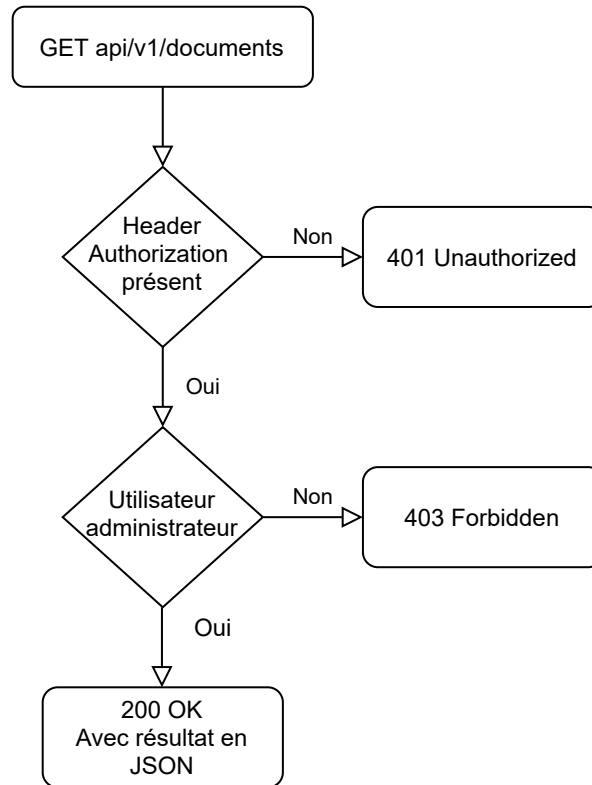 GET api/v1/documents
Header
Authorization
présent
Non
401 Unauthorized
Oui
Utilisateur
administrateur
Non
403 Forbidden
Oui
200 OK
Avec résultat en
JSON